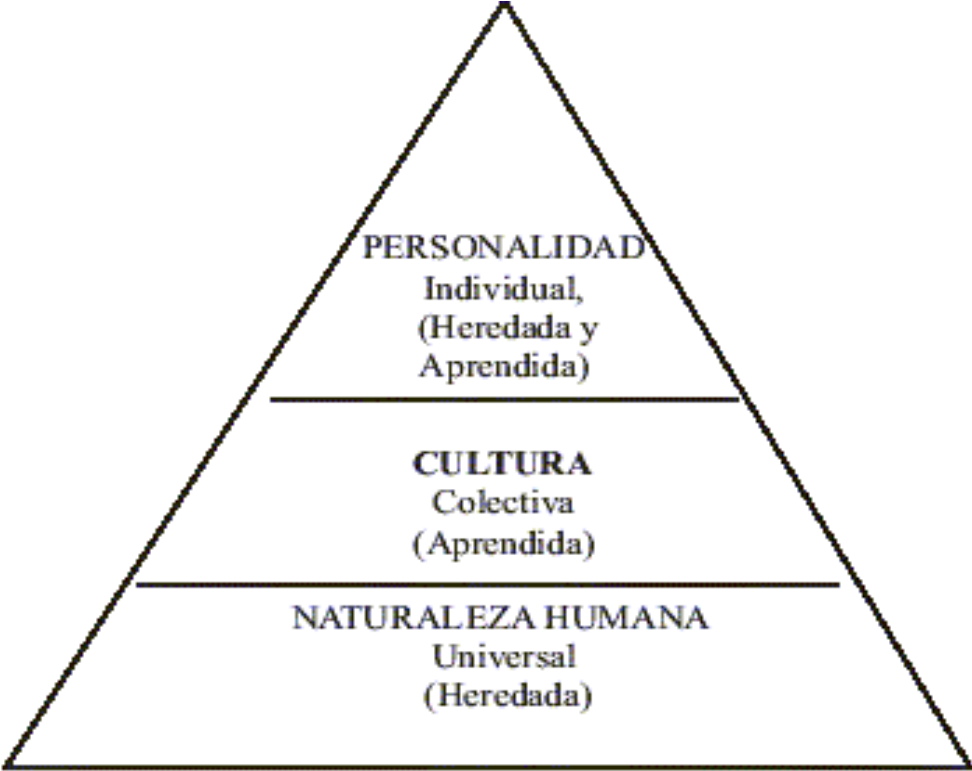 PERSONALIDAD
Individual,
(Heredada y
Aprendida)
CULTURA
Colectiva
(Aprendida)
NATURALEZA HUMANA
Universal
(Heredada)